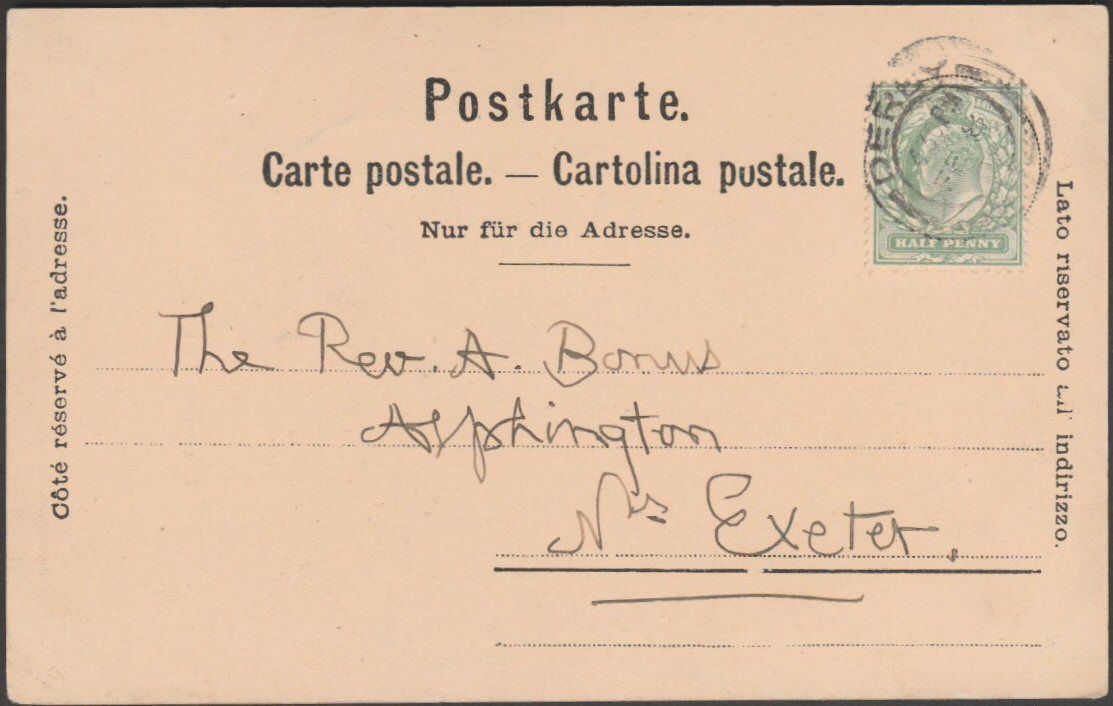 Postkarte.
Carte postale. — Cartolina postale.
Nur für die Adresse.
Côté réservé à l'adresse.
Lato riservato all' indirizzo.
DERBY
HALF PENNY
The Rev. A. Bonus
Alphington
Nr Exeter.